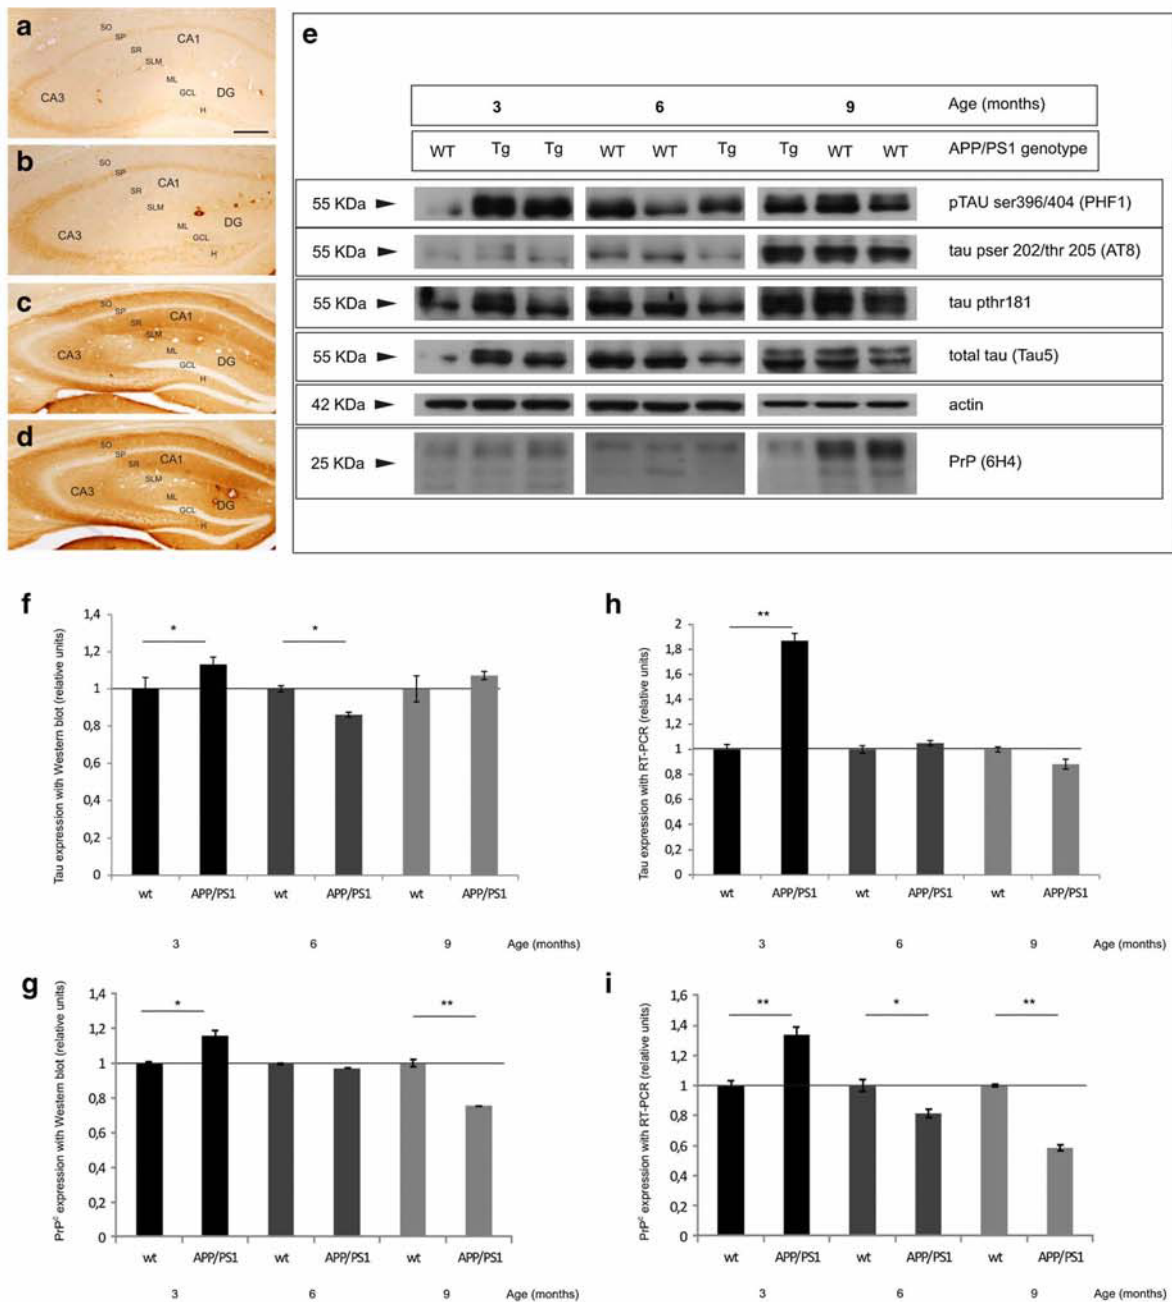 a
SO
SP
CA1
SR
SLM
ML
CA3
GCL
DG
H
b
SO
SP
CA1
SR
SLM
ML
DG
CA3
GCL
H
c
SO
SP
CA1
SR
SLM
CA3
ML
DG
GCL
H
d
SO
SP
CA1
SR
SLM
CA3
ML
DG
GCL
H
e
3 6 9 Age (months)
WT Tg Tg WT WT Tg Tg WT WT APP/PS1 genotype
55 KDa pTAU ser396/404 (PHF1)
55 KDa tau pser 202/thr 205 (AT8)
55 KDa tau pthr181
55 KDa total tau (Tau5)
42 KDa actin
25 KDa PrP (6H4)
f
Tau expression with Western blot (relative units)
1,4
1,2
1
0,8
0,6
0,4
0,2
0
* *
wt APP/PS1 wt APP/PS1 wt APP/PS1
3 6 9 Age (months)
h
Tau expression with RT-PCR (relative units)
2
1,8
1,6
1,4
1,2
1
0,8
0,6
0,4
0,2
0
**
wt APP/PS1 wt APP/PS1 wt APP/PS1
3 6 9 Age (months)
g
PrPᶜ expression with Western blot (relative units)
1,4
1,2
1
0,8
0,6
0,4
0,2
0
* **
wt APP/PS1 wt APP/PS1 wt APP/PS1
3 6 9 Age (months)
i
PrPᶜ expression with RT-PCR (relative units)
1,6
1,4
1,2
1
0,8
0,6
0,4
0,2
0
** * **
wt APP/PS1 wt APP/PS1 wt APP/PS1
3 6 9 Age (months)